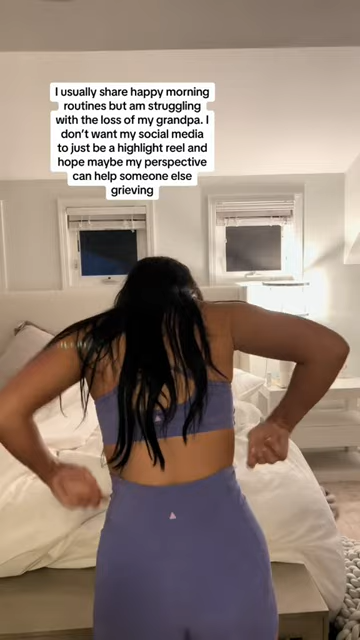 I usually share happy morning
routines but am struggling
with the loss of my grandpa. I
don't want my social media
to just be a highlight reel and
hope maybe my perspective
can help someone else
grieving